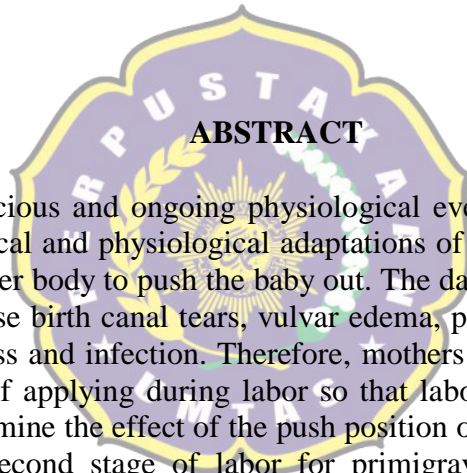 PERPUSTAKAAN
ABSTRACT
cious and ongoing physiological eve
cal and physiological adaptations of
er body to push the baby out. The da
se birth canal tears, vulvar edema, p
ss and infection. Therefore, mothers
f applying during labor so that labo
mine the effect of the push position o
econd stage of labor for primigrav
UMTAS